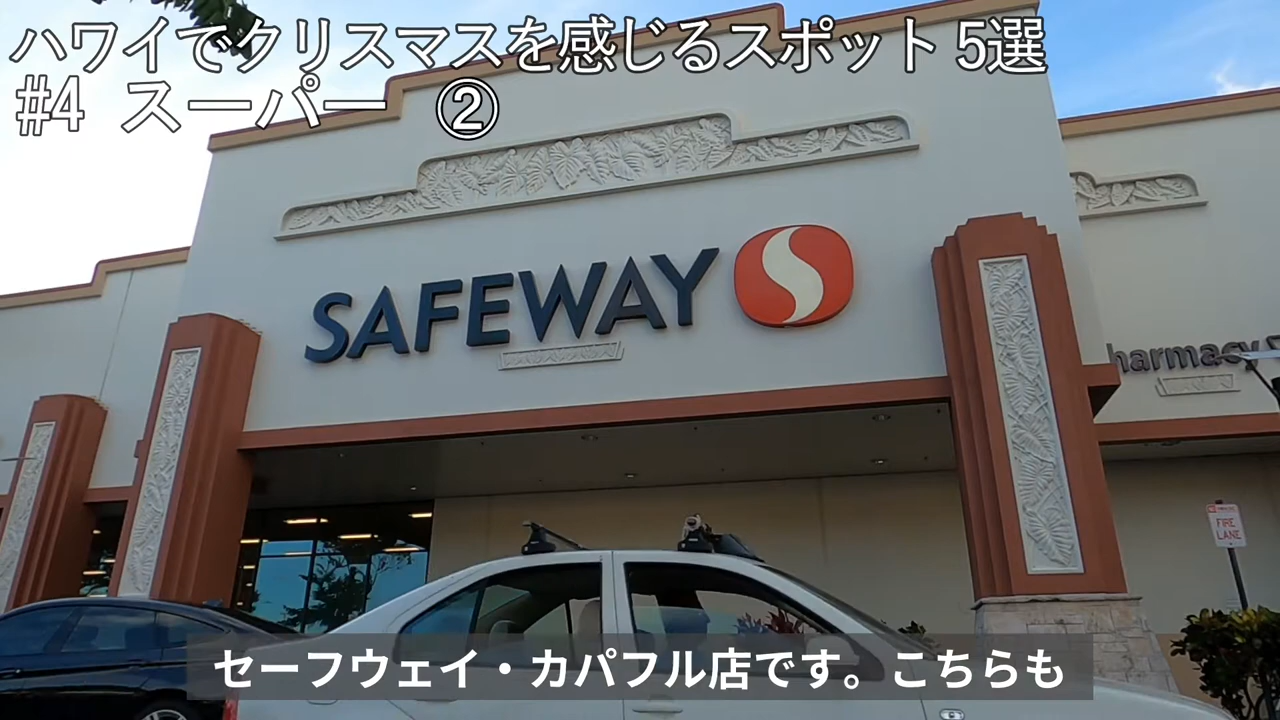 ハワイでクリスマスを感じるスポット 5選
#4 スーパー ②
SAFEWAY
harmacy
FIRE
LANE
セーフウェイ・カパフル店です。こちらも